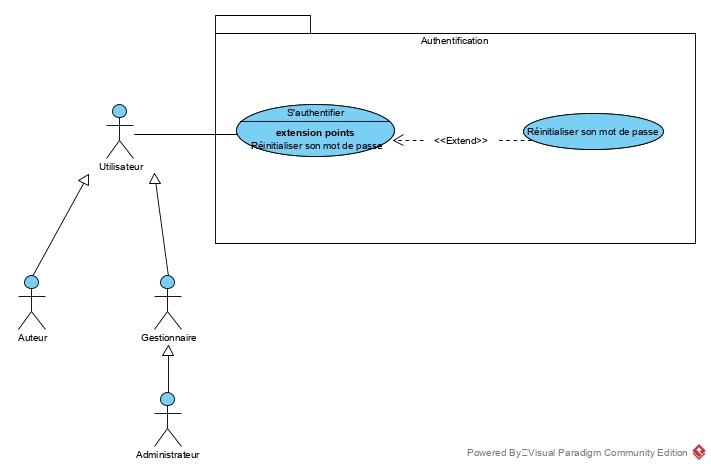 Authentification
S'authentifier
extension points
Réinitialiser son mot de passe
<<Extend>>
Réinitialiser son mot de passe
Utilisateur
Auteur
Gestionnaire
Administrateur
Powered By Visual Paradigm Community Edition